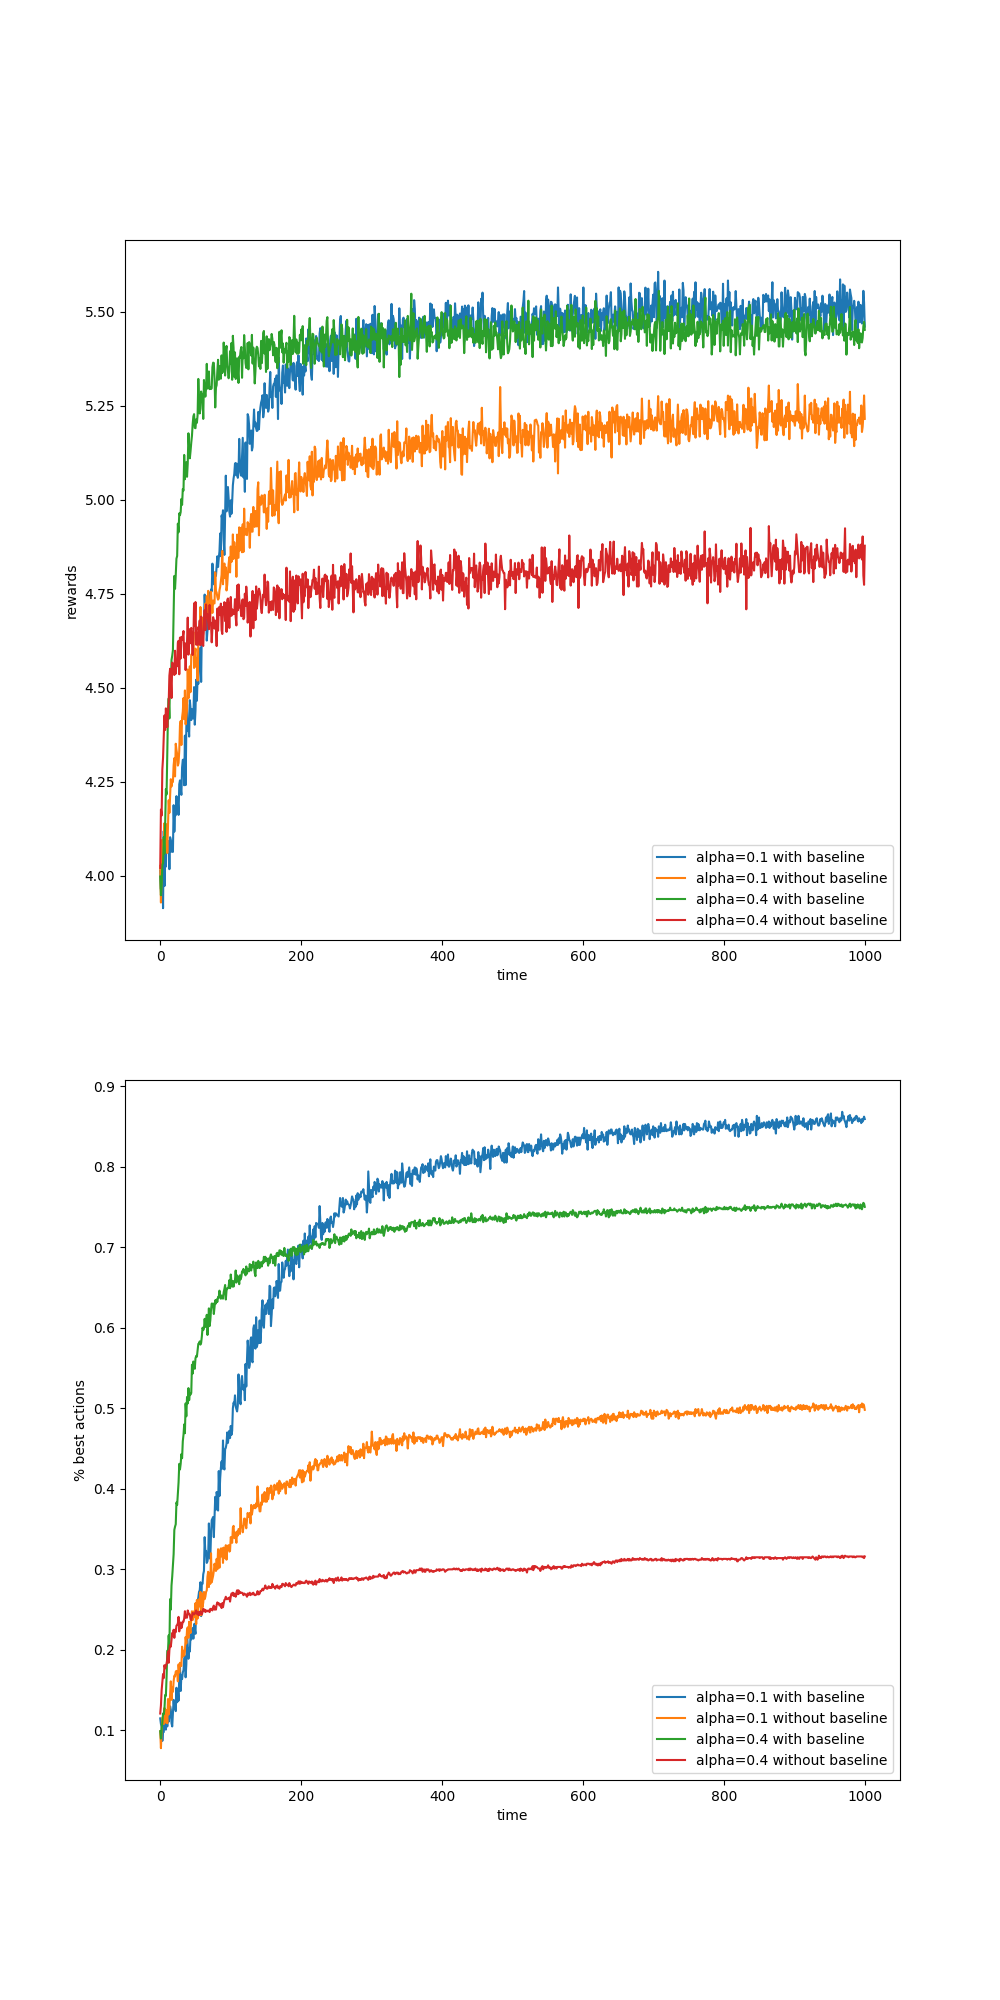 5.50
5.25
5.00
4.75
4.50
4.25
4.00
rewards
alpha=0.1 with baseline
alpha=0.1 without baseline
alpha=0.4 with baseline
alpha=0.4 without baseline
0 200 400 600 800 1000
time
0.9
0.8
0.7
0.6
0.5
0.4
0.3
0.2
0.1
% best actions
alpha=0.1 with baseline
alpha=0.1 without baseline
alpha=0.4 with baseline
alpha=0.4 without baseline
0 200 400 600 800 1000
time